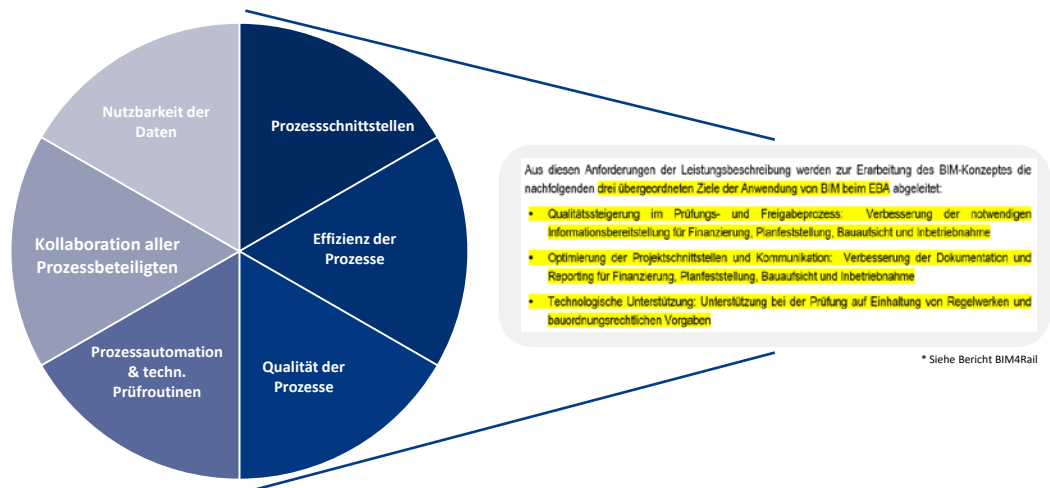 Nutzbarkeit der
Daten
Prozessschnittstellen
Kollaboration aller
Prozessbeteiligten
Effizienz der
Prozesse
Prozessautomation
& techn.
Prüfroutinen
Qualität der
Prozesse
Aus diesen Anforderungen der Leistungsbeschreibung werden zur Erarbeitung des BIM-Konzeptes die
nachfolgenden drei übergeordneten Ziele der Anwendung von BIM beim EBA abgeleitet:
• Qualitätssteigerung im Prüfungs- und Freigabeprozess: Verbesserung der notwendigen
Informationsbereitstellung für Finanzierung, Planfeststellung, Bauaufsicht und Inbetriebnahme
• Optimierung der Projektschnittstellen und Kommunikation: Verbesserung der Dokumentation und
Reporting für Finanzierung, Planfeststellung, Bauaufsicht und Inbetriebnahme
• Technologische Unterstützung: Unterstützung bei der Prüfung auf Einhaltung von Regelwerken und
bauordnungsrechtlichen Vorgaben
* Siehe Bericht BIM4Rail